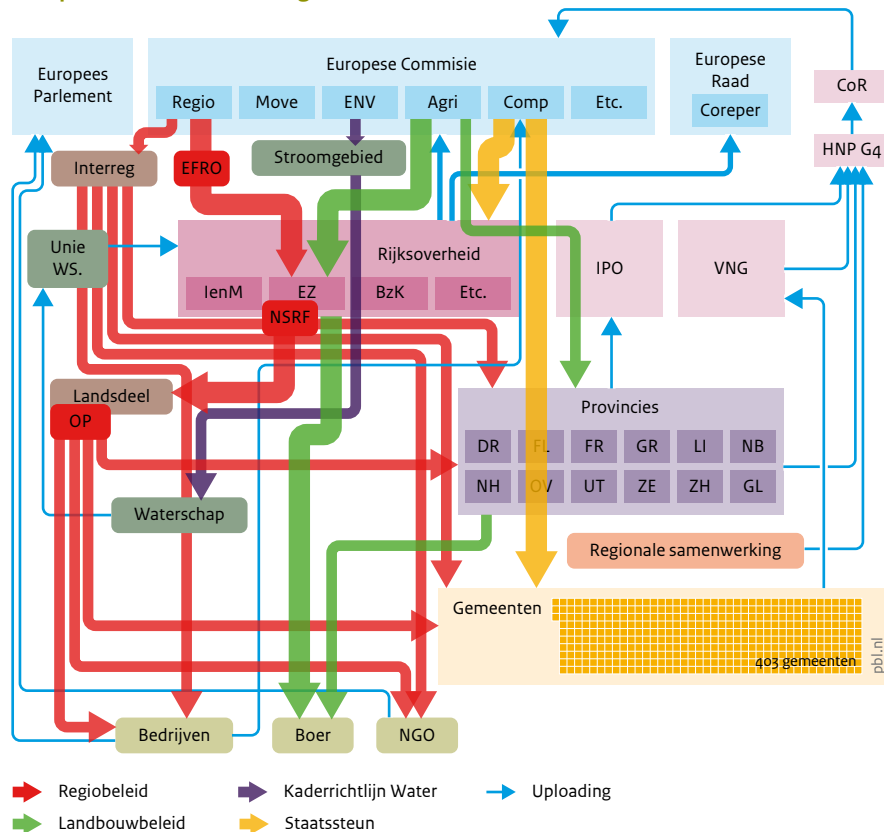 Europees
Parlement
Europese Commisie
Regio
Move
ENV
Agri
Comp
Etc.
Europese
Raad
Coreper
CoR
HNP G4
Interreg
EFRO
Stroomgebied
Unie
WS.
Rijksoverheid
IenM
EZ
BzK
Etc.
NSRF
IPO
VNG
Landsdeel
OP
Provincies
DR
FL
FR
GR
LI
NB
NH
OV
UT
ZE
ZH
GL
Waterschap
Regionale samenwerking
Gemeenten
403 gemeenten
pbl.nl
Bedrijven
Boer
NGO
Regiobeleid
Kaderrichtlijn Water
Uploading
Landbouwbeleid
Staatssteun